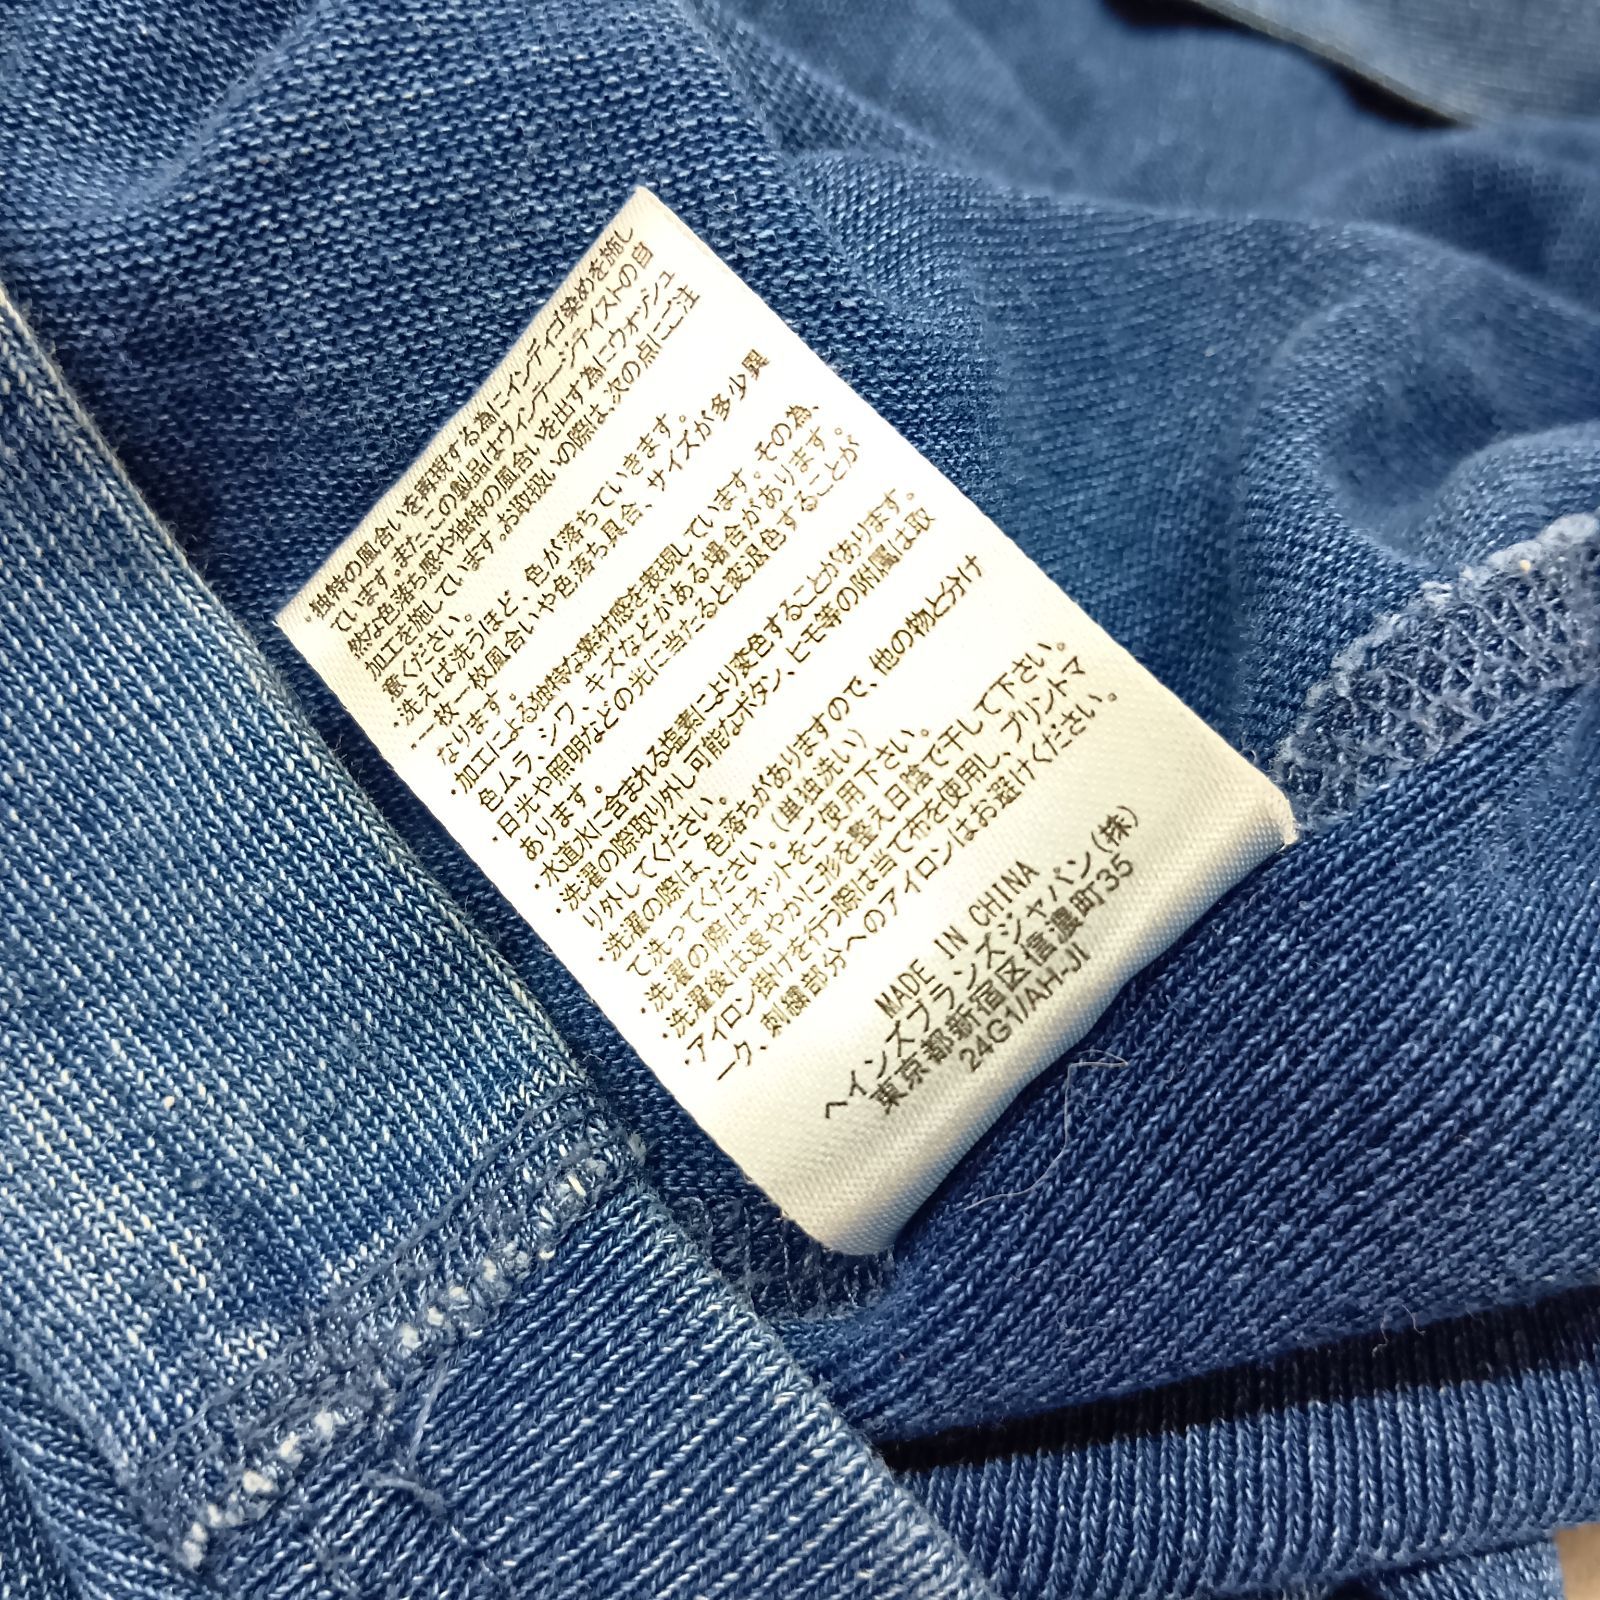 ・独特の風合いを再現する為にインディゴ染めを施し
ています。また、この製品はヴィンテージテイストの自
然な色落ち感や独特の風合いを出す為にウォッシュ
加工を施しています。お取扱いの際は、次の点にご注
意ください。
・洗えば洗うほど、色が落ちていきます。
・一枚一枚風合いや色落ち具合、サイズが多少異
なります。
・加工による独特な素材感を表現しています。その為、
色ムラ、シワ、キズなどがある場合があります。
・日光や照明などの光に当たると変退色することが
あります。
・水道水に含まれる塩素により変色することがあります。
・洗濯の際取り外し可能なボタン、ヒモ等の附属は取
り外してください。
・洗濯の際は、色落ちがありますので、他の物と分け
て洗ってください。(単独洗い)
・洗濯の際はネットをご使用下さい。
・洗濯後は速やかに形を整え日陰で干して下さい。
・アイロン掛けを行う際は当て布を使用し、プリントマ
ーク、刺繍部分へのアイロンはお避けください。
MADE IN CHINA
ヘインズブランズジャパン(株)
東京都新宿区信濃町35
24G1/AH-JI